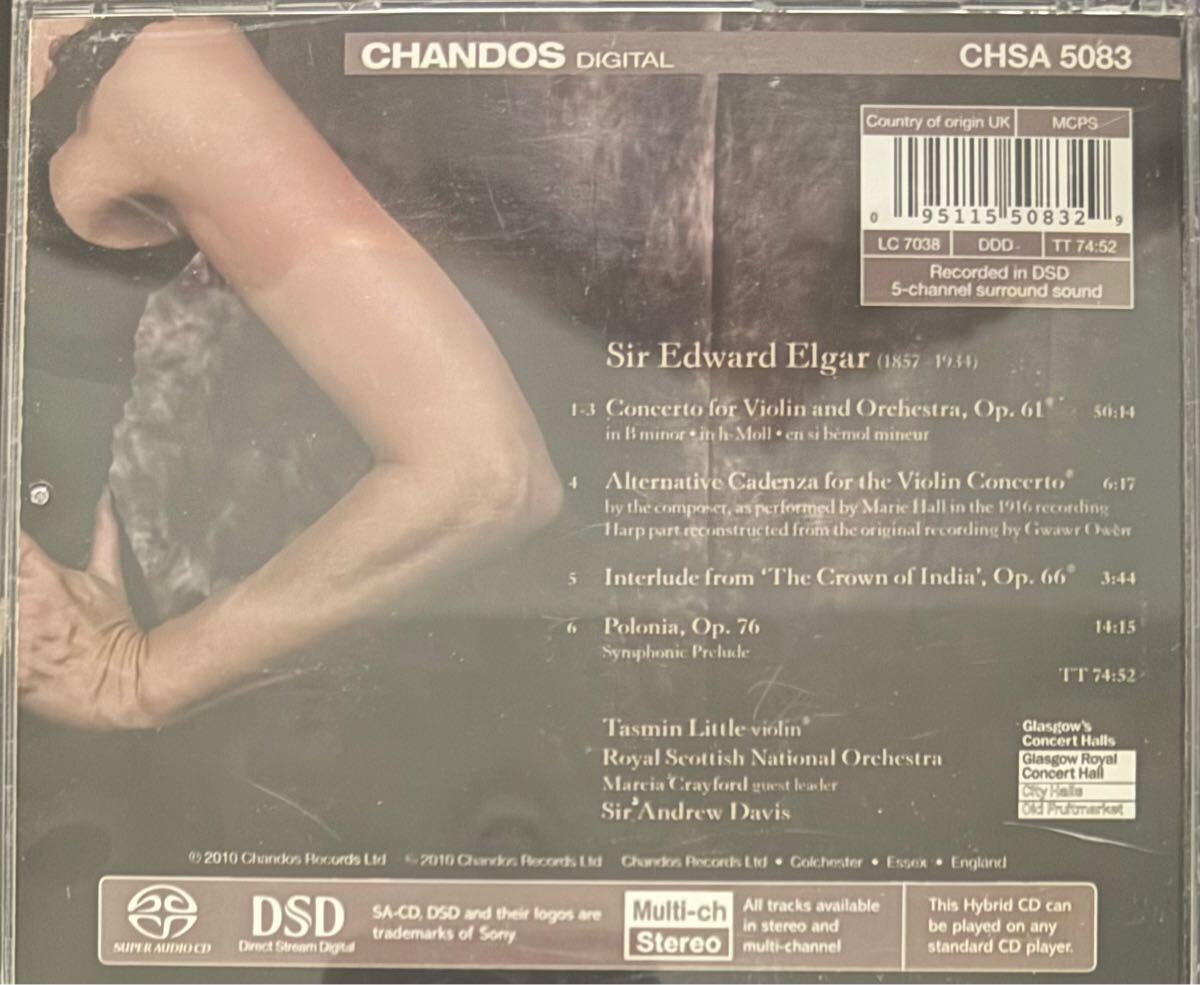 CHANDOS DIGITAL CHSA 5083
Country of origin UK MCPS
0 95115 50832 9
LC 7038 DDD TT 74:52
Recorded in DSD
5-channel surround sound
Sir Edward Elgar (1857–1934)
1-3 Concerto for Violin and Orchestra, Op. 61* 50:14
in B minor • in h-Moll • en si bémol mineur
4 Alternative Cadenza for the Violin Concerto* 6:17
by the composer, as performed by Marie Hall in the 1916 recording
Harp part reconstructed from the original recording by Gwawr Owen
5 Interlude from ‘The Crown of India’, Op. 66* 3:44
6 Polonia, Op. 76 14:15
Symphonic Prelude
TT 74:52
Tasmin Little violin*
Royal Scottish National Orchestra
Marcia Crayford guest leader
Sir Andrew Davis
Glasgow's
Concert Halls
Glasgow Royal
Concert Hall
City Halls
Old Fruitmarket
℗ 2010 Chandos Records Ltd © 2010 Chandos Records Ltd Chandos Records Ltd • Colchester • Essex • England
SUPER AUDIO CD
DSD
Direct Stream Digital
SA-CD, DSD and their logos are
trademarks of Sony
Multi-ch
Stereo
All tracks available
in stereo and
multi-channel
This Hybrid CD can
be played on any
standard CD player.